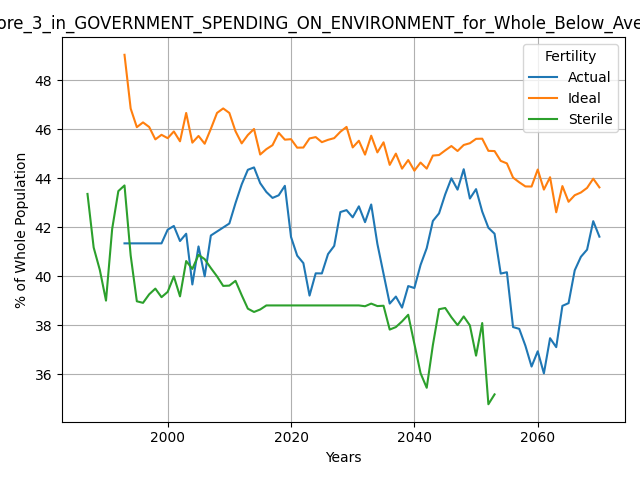 ore_3_in_GOVERNMENT_SPENDING_ON_ENVIRONMENT_for_Whole_Below_Ave
Fertility
Actual
Ideal
Sterile
% of Whole Population
48
46
44
42
40
38
36
2000
2020
2040
2060
Years